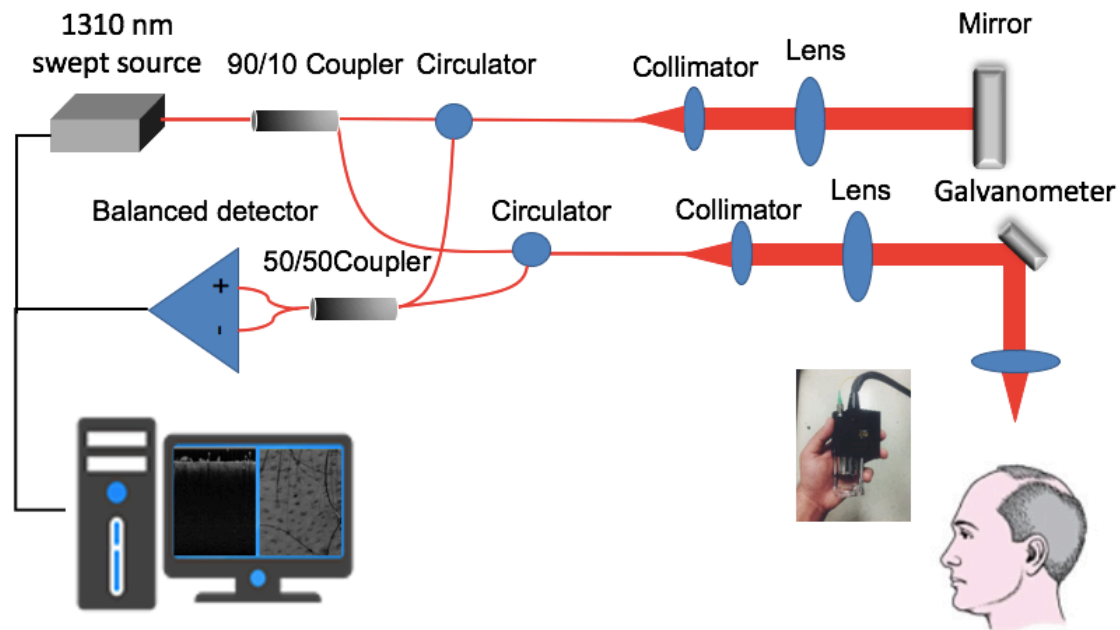 1310 nm
swept source
90/10 Coupler
Circulator
Collimator
Lens
Mirror
Balanced detector
50/50Coupler
Circulator
Collimator
Lens
Galvanometer
+
-